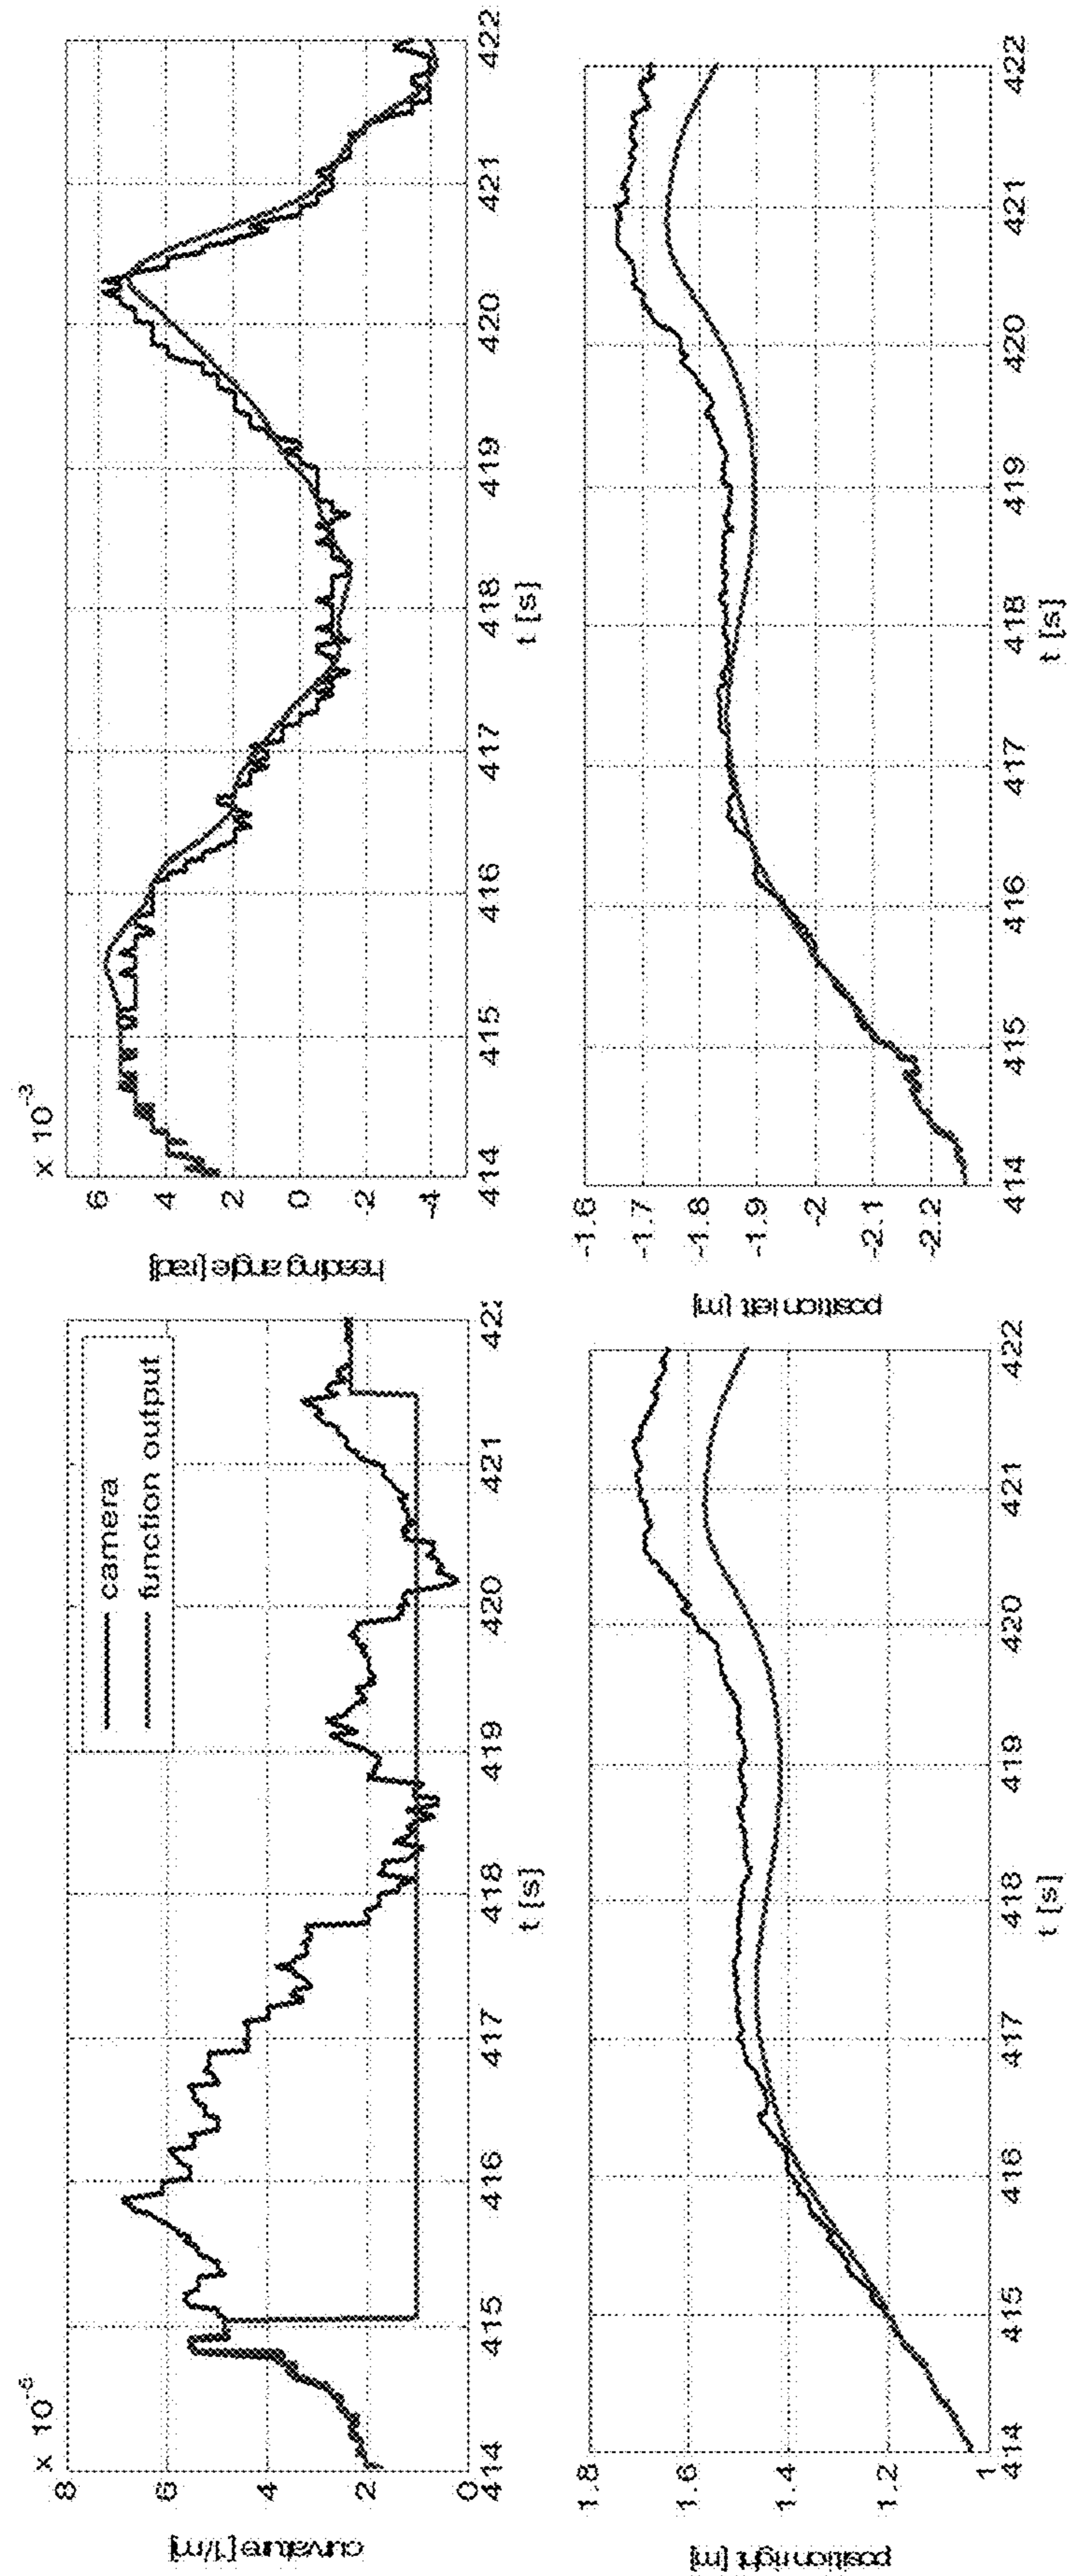 x 10⁻⁵
8
6
4
2
0
curvature [1/m]
camera
function output
414 415 416 417 418 419 420 421
t [s]
x 10⁻³
6
4
2
0
-2
-4
heading angle [rad]
414 415 416 417 418 419 420 421 422
t [s]
1.8
1.6
1.4
1.2
1
position right [m]
414 415 416 417 418 419 420 421 422
t [s]
-1.6
-1.7
-1.8
-1.9
-2
-2.1
-2.2
position left [m]
414 415 416 417 418 419 420 421 422
t [s]